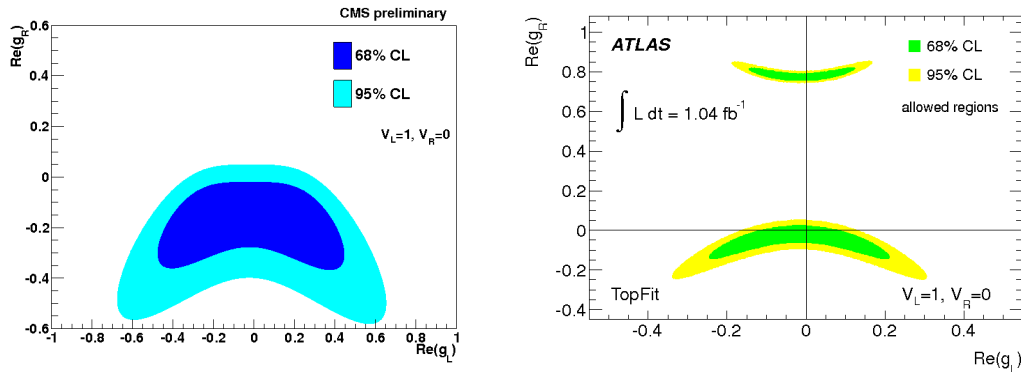 CMS preliminary
Re(g_R)
0.6
0.4
0.2
0
-0.2
-0.4
-0.6
68% CL
95% CL
V_L=1, V_R=0
-1 -0.8 -0.6 -0.4 -0.2 0 0.2 0.4 0.6 0.8 1
Re(g_L)
Re(g_R)
1
0.8
0.6
0.4
0.2
0
-0.2
-0.4
ATLAS
68% CL
95% CL
allowed regions
∫ L dt = 1.04 fb⁻¹
TopFit
V_L=1, V_R=0
-0.4 -0.2 0 0.2 0.4